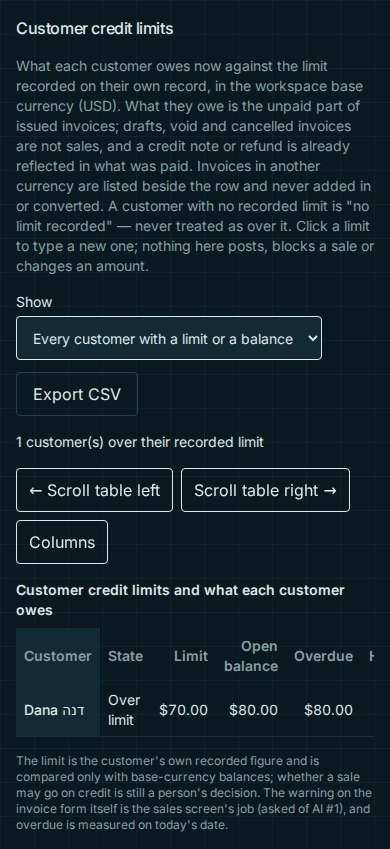 Customer credit limits
What each customer owes now against the limit
recorded on their own record, in the workspace base
currency (USD). What they owe is the unpaid part of
issued invoices; drafts, void and cancelled invoices
are not sales, and a credit note or refund is already
reflected in what was paid. Invoices in another
currency are listed beside the row and never added in
or converted. A customer with no recorded limit is "no
limit recorded" — never treated as over it. Click a limit
to type a new one; nothing here posts, blocks a sale or
changes an amount.
Show
Every customer with a limit or a balance
Export CSV
1 customer(s) over their recorded limit
← Scroll table left Scroll table right →
Columns
Customer credit limits and what each customer
owes
Customer State Limit Open balance Overdue
Dana דנה Over limit $70.00 $80.00 $80.00
The limit is the customer's own recorded figure and is
compared only with base-currency balances; whether a sale
may go on credit is still a person's decision. The warning on the
invoice form itself is the sales screen's job (asked of AI #1), and
overdue is measured on today's date.